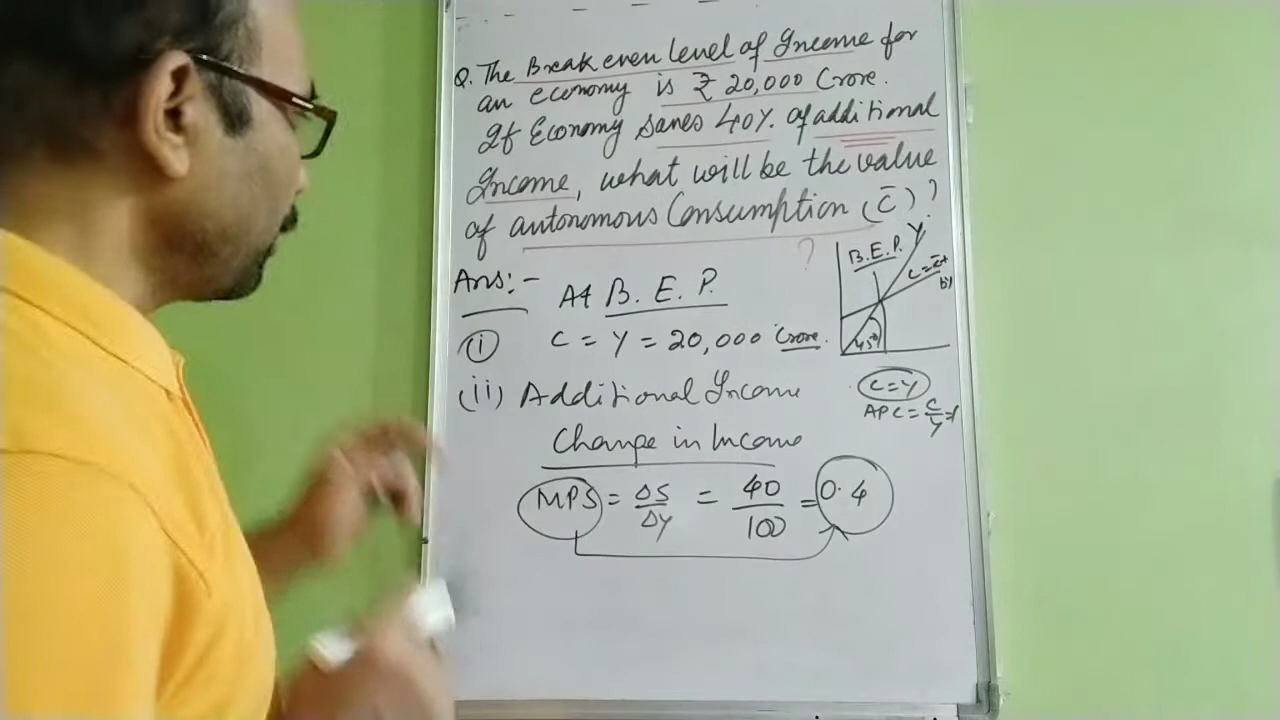 Q. The Break even level of Income for
an economy is ₹ 20,000 Crore.
If Economy saves 40%. of additional
Income, what will be the value
of autonomous Consumption (C̄)?
?
Ans:-
At B. E. P.
(i) C = Y = 20,000 Crore.
(ii) Additional Income
Change in Income
MPS = ΔS/ΔY = 40/100 = 0.4
B.E.P.
Y
C = C̄ + by
45°
C = Y
APC = C/Y = 1